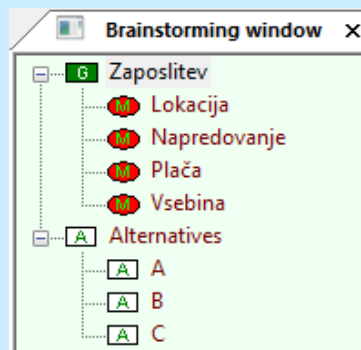 Brainstorming window
G Zaposlitev
M Lokacija
M Napredovanje
M Plača
M Vsebina
A Alternatives
A A
A B
A C